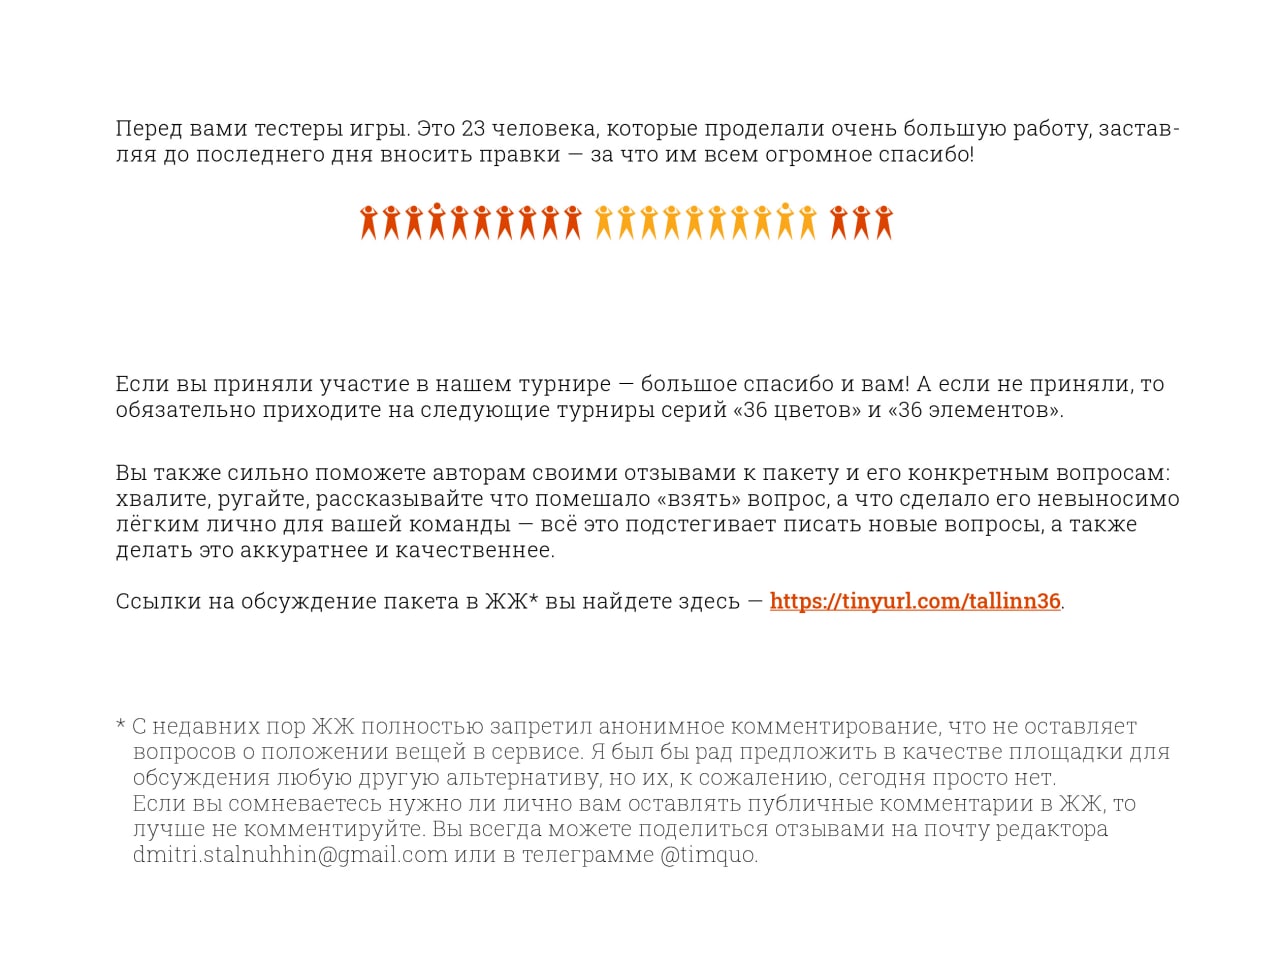 Перед вами тестеры игры. Это 23 человека, которые проделали очень большую работу, застав-
ляя до последнего дня вносить правки — за что им всем огромное спасибо!
Если вы приняли участие в нашем турнире — большое спасибо и вам! А если не приняли, то
обязательно приходите на следующие турниры серий «36 цветов» и «36 элементов».
Вы также сильно поможете авторам своими отзывами к пакету и его конкретным вопросам:
хвалите, ругайте, рассказывайте что помешало «взять» вопрос, а что сделало его невыносимо
лёгким лично для вашей команды — всё это подстегивает писать новые вопросы, а также
делать это аккуратнее и качественнее.
Ссылки на обсуждение пакета в ЖЖ* вы найдете здесь — https://tinyurl.com/tallinn36.
* С недавних пор ЖЖ полностью запретил анонимное комментирование, что не оставляет
вопросов о положении вещей в сервисе. Я был бы рад предложить в качестве площадки для
обсуждения любую другую альтернативу, но их, к сожалению, сегодня просто нет.
Если вы сомневаетесь нужно ли лично вам оставлять публичные комментарии в ЖЖ, то
лучше не комментируйте. Вы всегда можете поделиться отзывами на почту редактора
dmitri.stalnuhhin@gmail.com или в телеграмме @timquo.